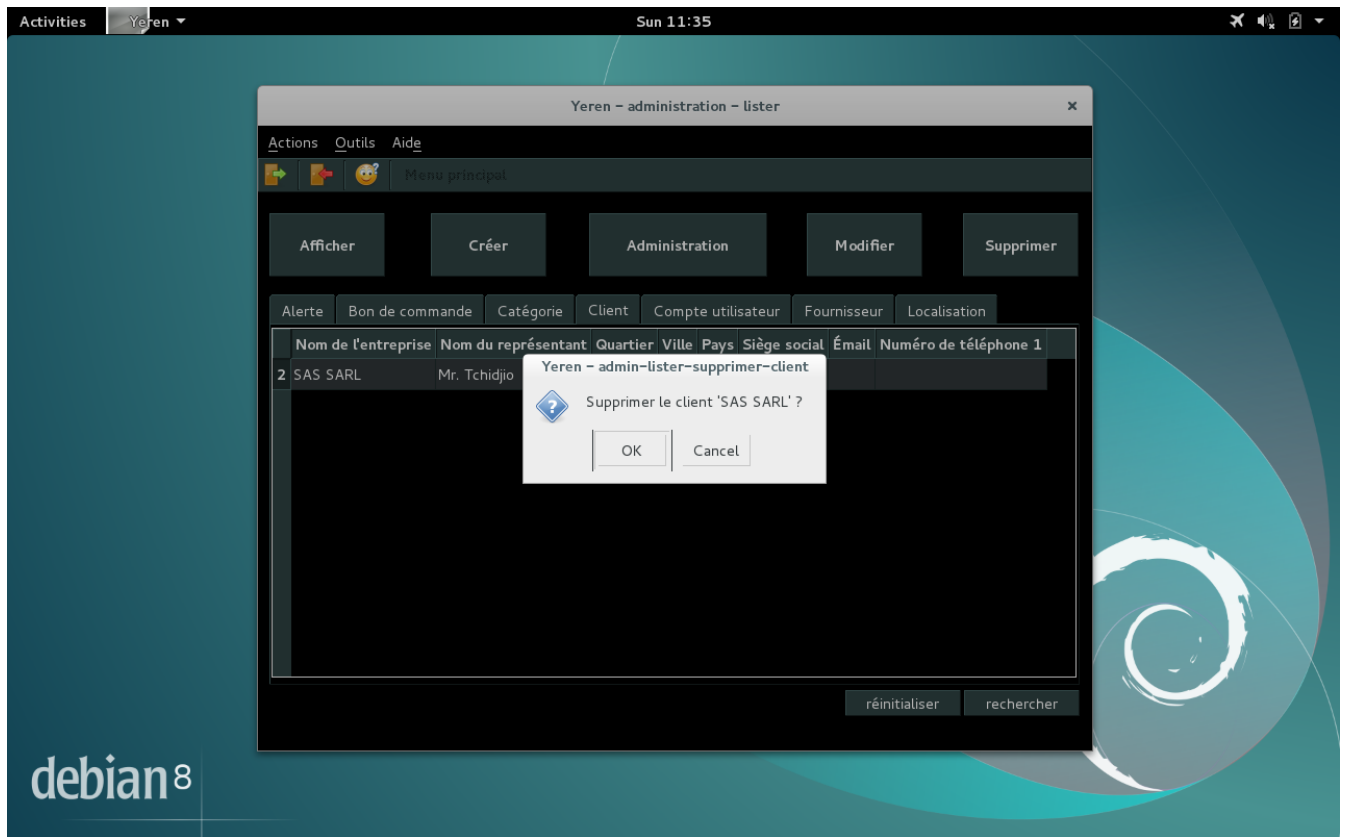 Activities Yeren Sun 11:35
Yeren – administration – lister
Actions Outils Aide
Menu principal
Afficher Créer Administration Modifier Supprimer
Alerte Bon de commande Catégorie Client Compte utilisateur Fournisseur Localisation
Nom de l'entreprise Nom du représentant Quartier Ville Pays Siège social Émail Numéro de téléphone 1
2 SAS SARL Mr. Tchidjio
Yeren – admin-lister-supprimer-client
Supprimer le client 'SAS SARL' ?
OK Cancel
réinitialiser rechercher
debian 8